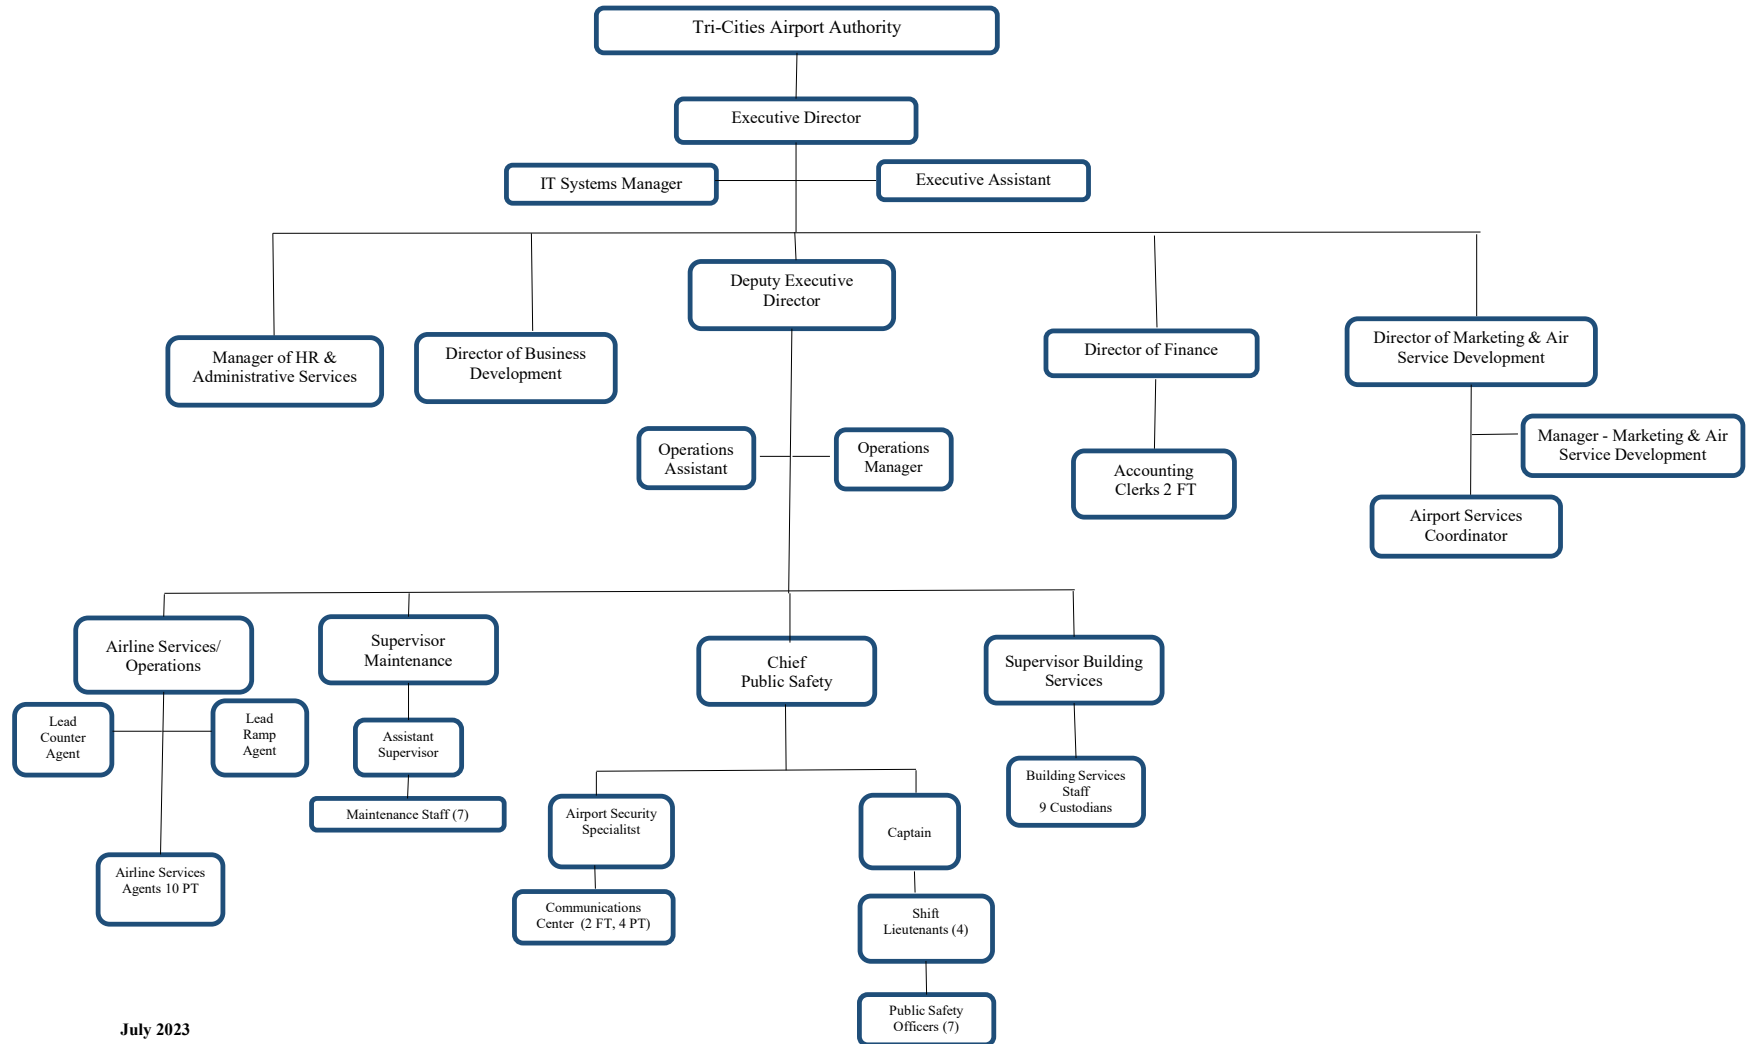 Tri-Cities Airport Authority
Executive Director
IT Systems Manager
Executive Assistant
Deputy Executive
Director
Manager of HR &
Administrative Services
Director of Business
Development
Director of Finance
Director of Marketing & Air
Service Development
Operations
Assistant
Operations
Manager
Accounting
Clerks 2 FT
Manager - Marketing & Air
Service Development
Airport Services
Coordinator
Airline Services/
Operations
Supervisor
Maintenance
Chief
Public Safety
Supervisor Building
Services
Lead
Counter
Agent
Lead
Ramp
Agent
Assistant
Supervisor
Maintenance Staff (7)
Airport Security
Specialitst
Captain
Building Services
Staff
9 Custodians
Airline Services
Agents 10 PT
Communications
Center (2 FT, 4 PT)
Shift
Lieutenants (4)
Public Safety
Officers (7)
July 2023